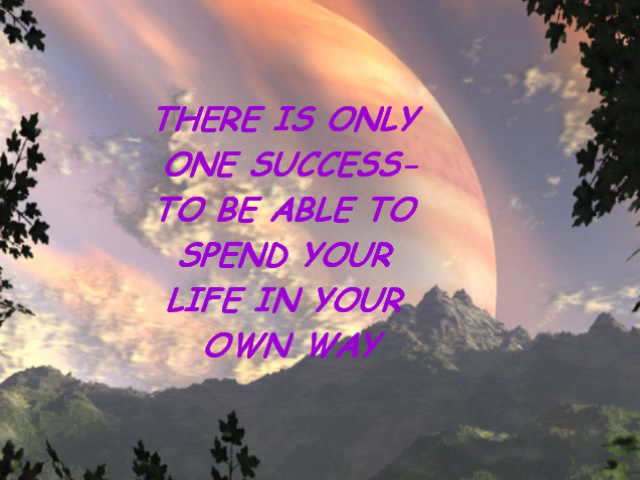 THERE IS ONLY
ONE SUCCESS-
TO BE ABLE TO
SPEND YOUR
LIFE IN YOUR
OWN WAY